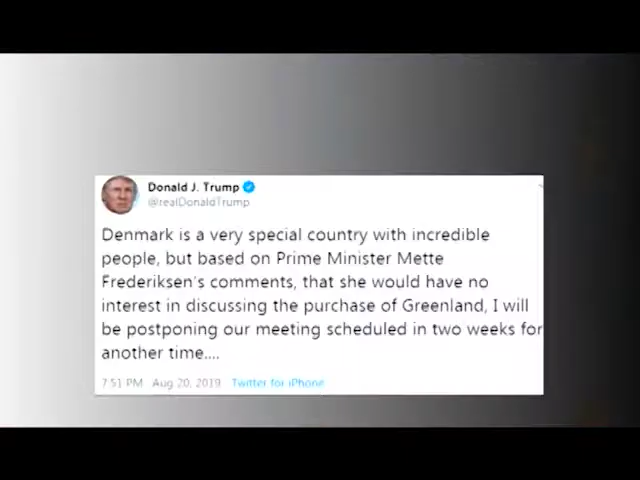 Donald J. Trump
@realDonaldTrump
Denmark is a very special country with incredible
people, but based on Prime Minister Mette
Frederiksen's comments, that she would have no
interest in discussing the purchase of Greenland, I will
be postponing our meeting scheduled in two weeks for
another time....
7:51 PM Aug 20, 2019 Twitter for iPhone